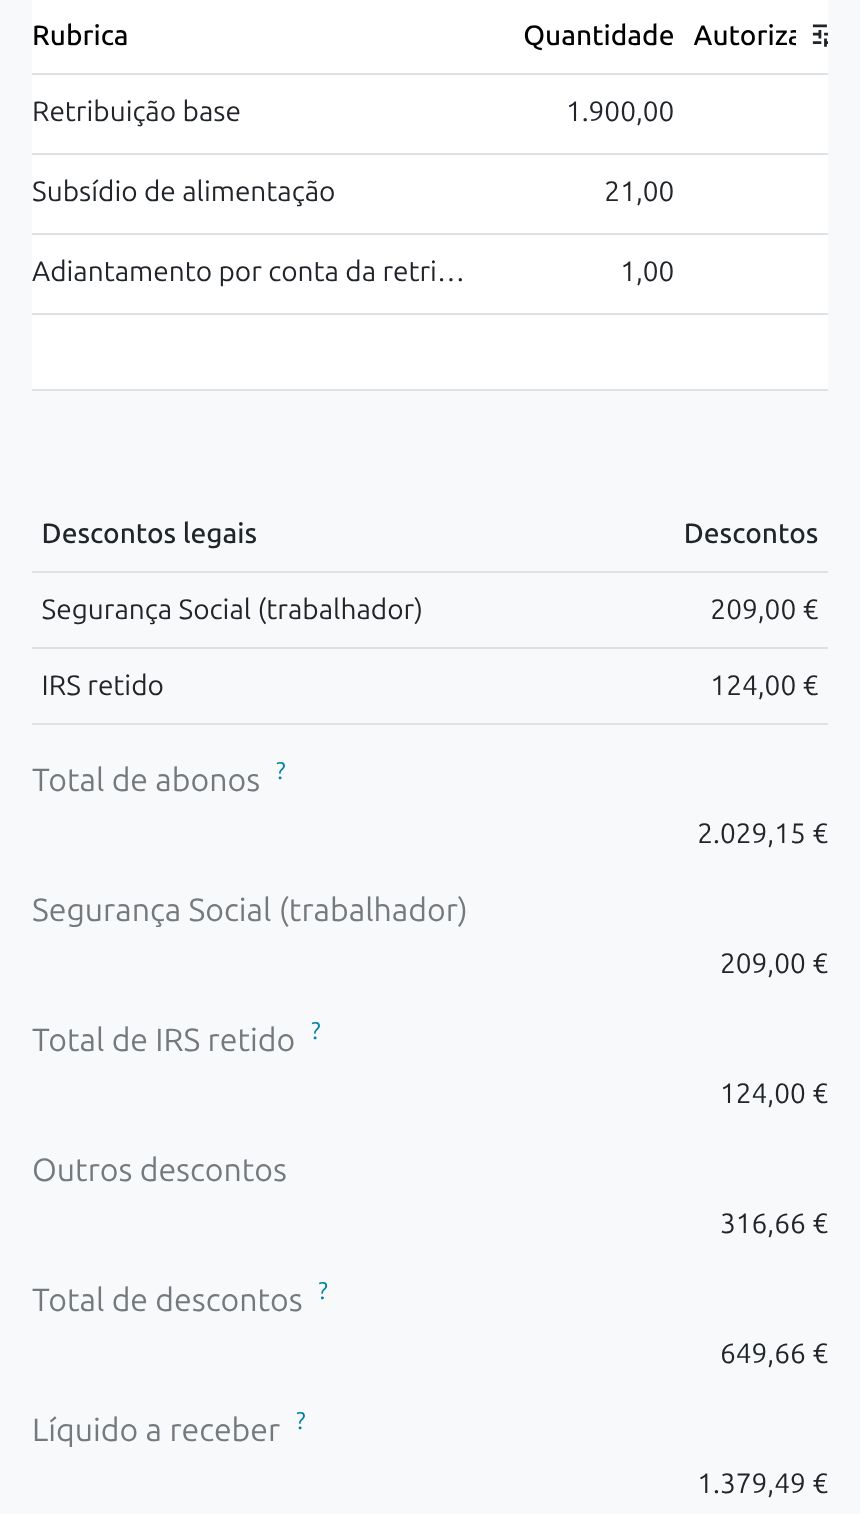 Rubrica Quantidade Autoriza
Retribuição base 1.900,00
Subsídio de alimentação 21,00
Adiantamento por conta da retri… 1,00
Descontos legais Descontos
Segurança Social (trabalhador) 209,00 €
IRS retido 124,00 €
Total de abonos ?
2.029,15 €
Segurança Social (trabalhador)
209,00 €
Total de IRS retido ?
124,00 €
Outros descontos
316,66 €
Total de descontos ?
649,66 €
Líquido a receber ?
1.379,49 €